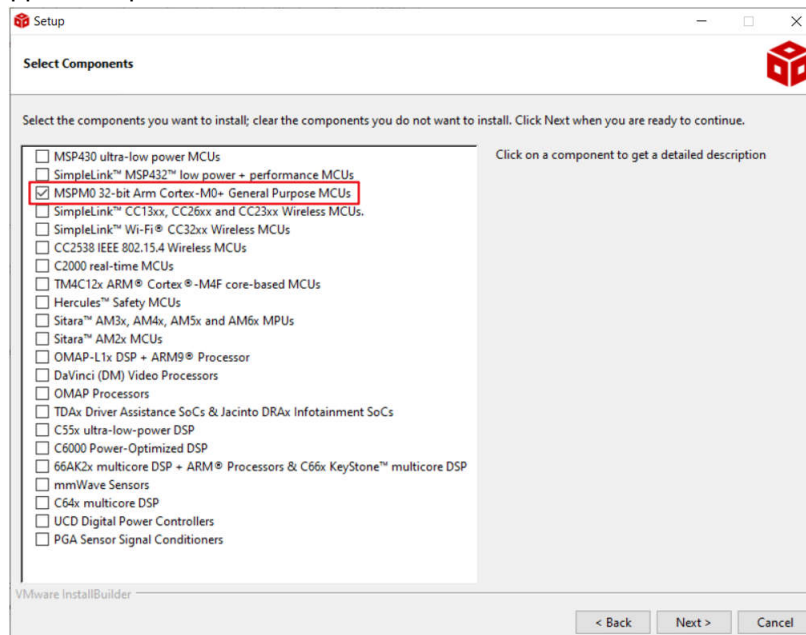 Setup
Select Components
Select the components you want to install; clear the components you do not want to install. Click Next when you are ready to continue.
MSP430 ultra-low power MCUs
SimpleLink™ MSP432™ low power + performance MCUs
MSPM0 32-bit Arm Cortex-M0+ General Purpose MCUs
SimpleLink™ CC13xx, CC26xx and CC23xx Wireless MCUs.
SimpleLink™ Wi-Fi® CC32xx Wireless MCUs
CC2538 IEEE 802.15.4 Wireless MCUs
C2000 real-time MCUs
TM4C12x ARM® Cortex®-M4F core-based MCUs
Hercules™ Safety MCUs
Sitara™ AM3x, AM4x, AM5x and AM6x MPUs
Sitara™ AM2x MCUs
OMAP-L1x DSP + ARM9® Processor
DaVinci (DM) Video Processors
OMAP Processors
TDAx Driver Assistance SoCs & Jacinto DRAx Infotainment SoCs
C55x ultra-low-power DSP
C6000 Power-Optimized DSP
66AK2x multicore DSP + ARM® Processors & C66x KeyStone™ multicore DSP
mmWave Sensors
C64x multicore DSP
UCD Digital Power Controllers
PGA Sensor Signal Conditioners
Click on a component to get a detailed description
VMware InstallBuilder
< Back
Next >
Cancel